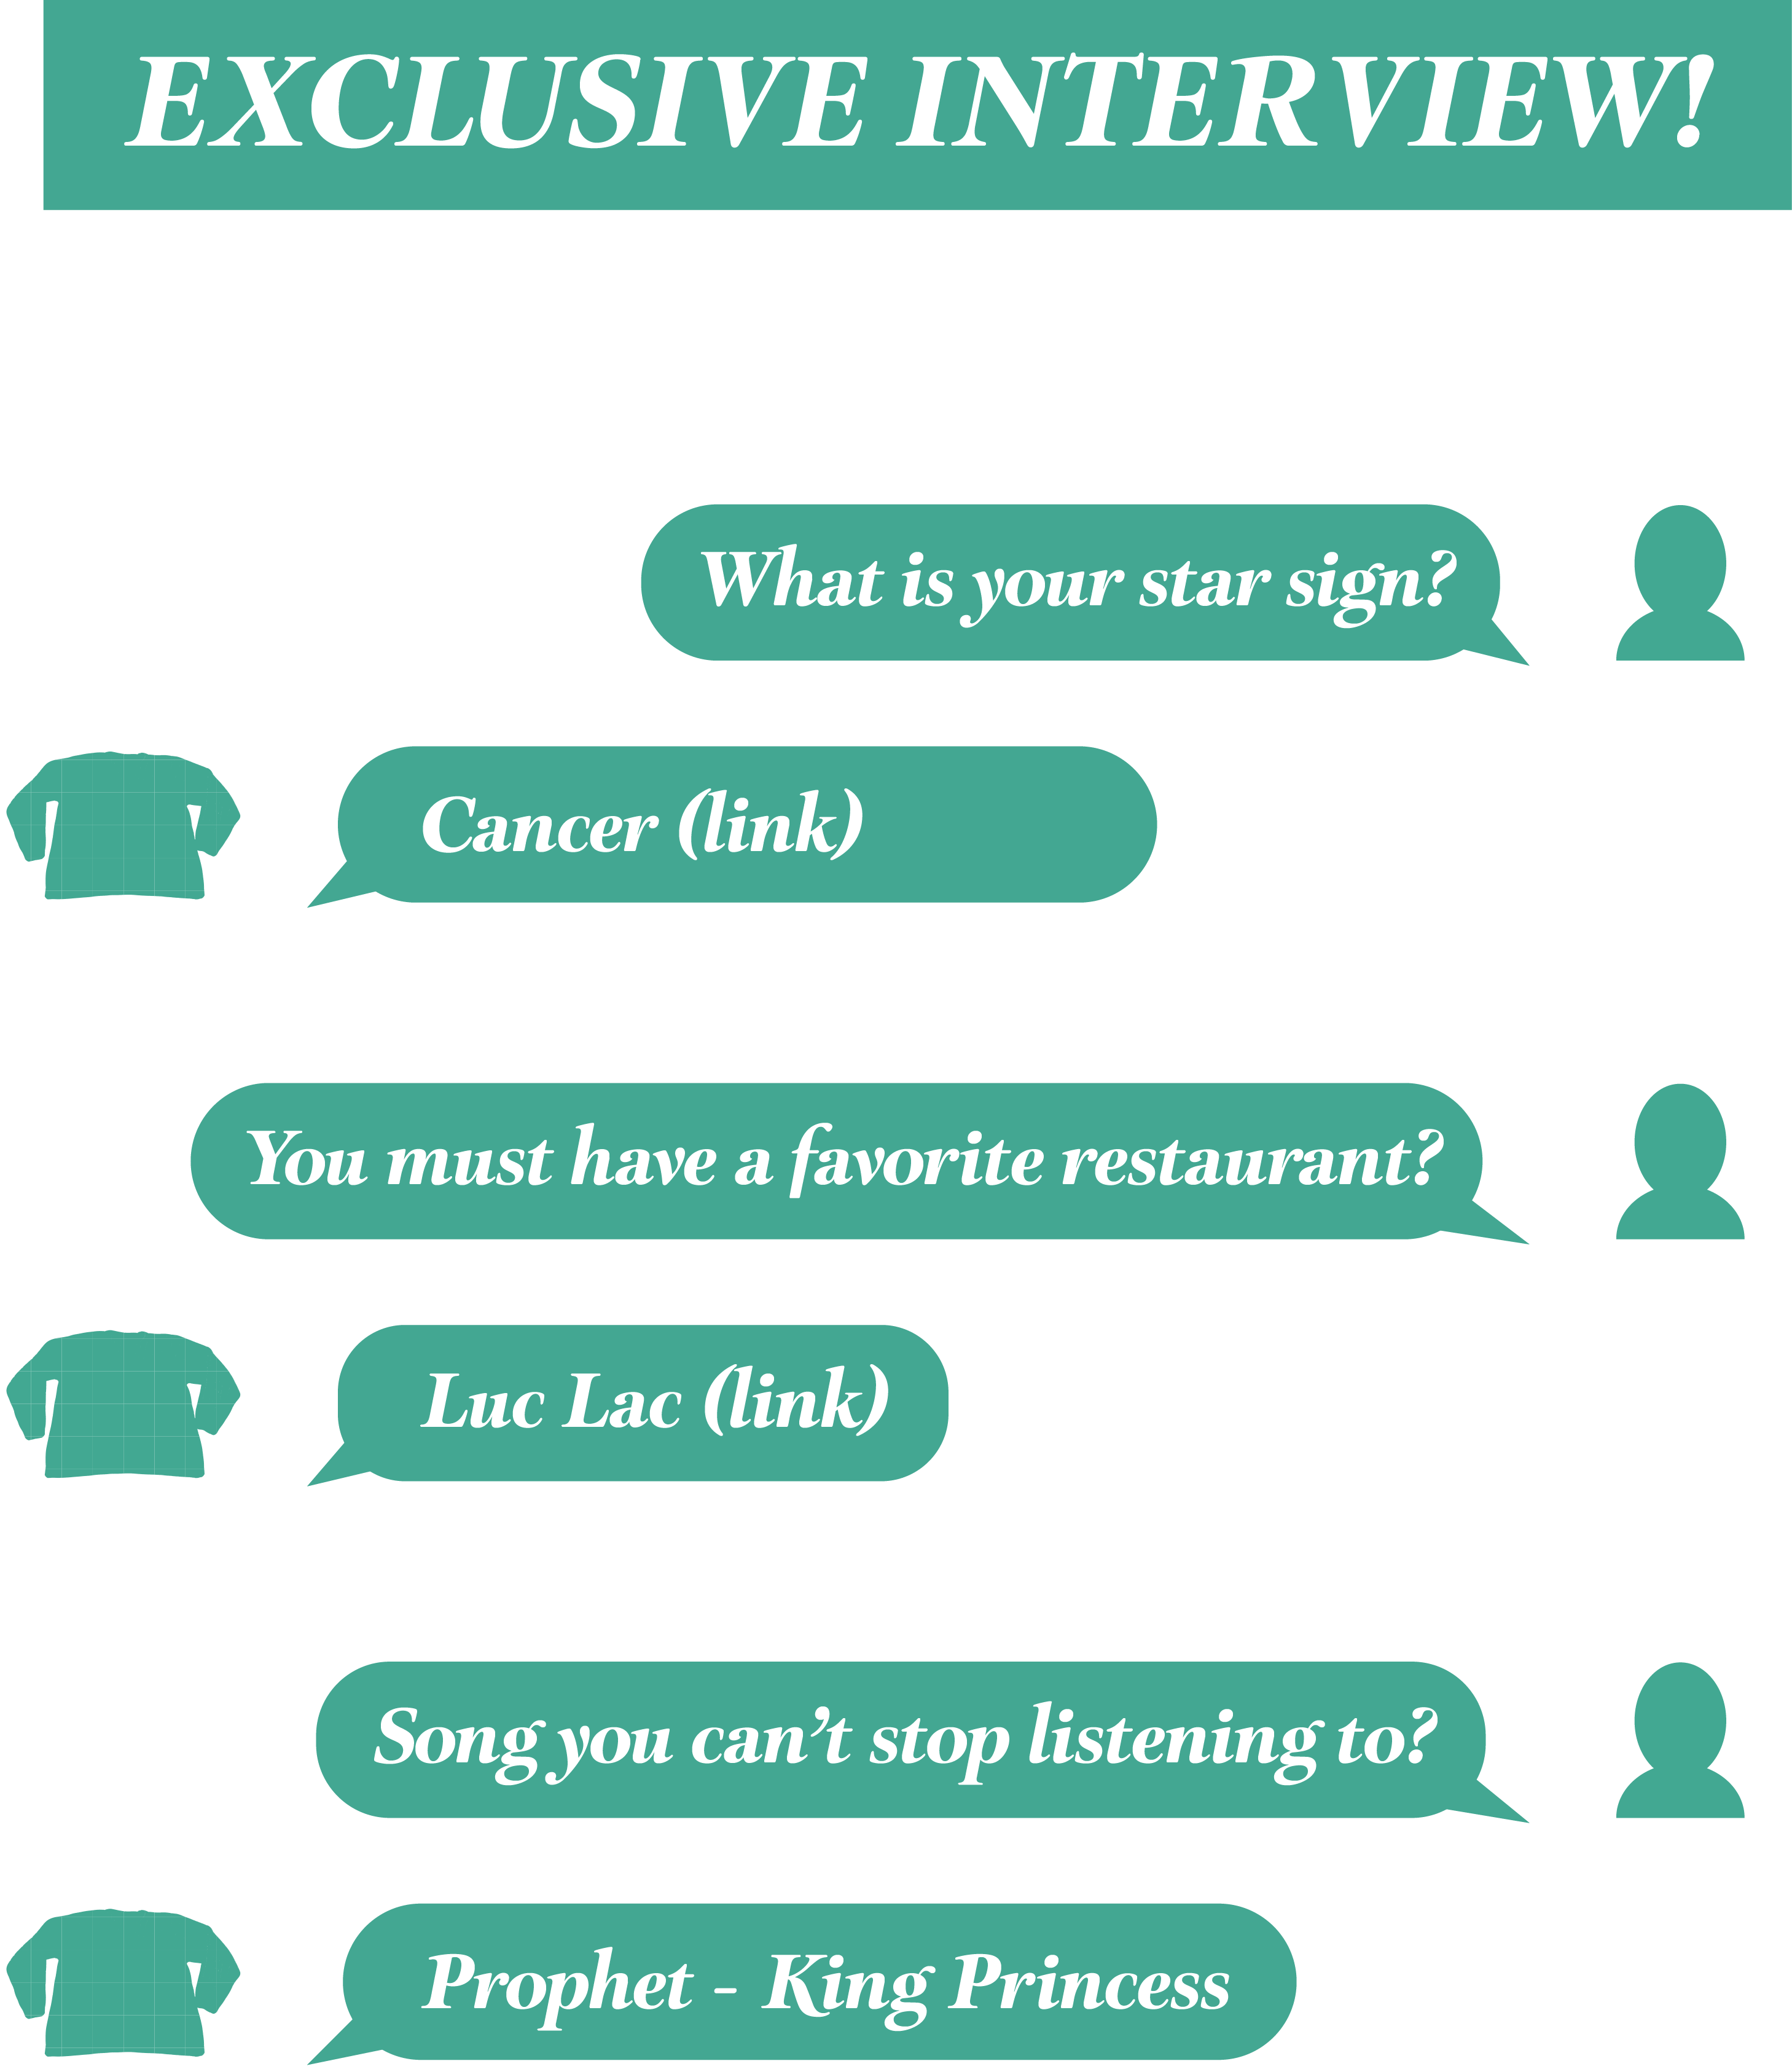 EXCLUSIVE INTERVIEW!
What is your star sign?
Cancer (link)
You must have a favorite restaurant?
Luc Lac (link)
Song you can’t stop listening to?
Prophet - King Princess